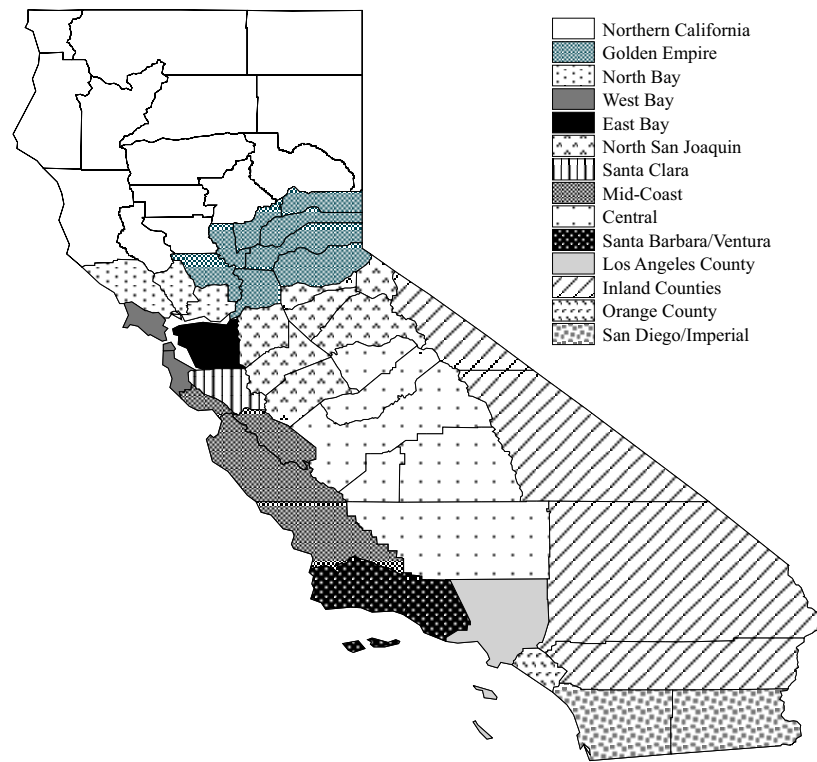 Northern California
Golden Empire
North Bay
West Bay
East Bay
North San Joaquin
Santa Clara
Mid-Coast
Central
Santa Barbara/Ventura
Los Angeles County
Inland Counties
Orange County
San Diego/Imperial